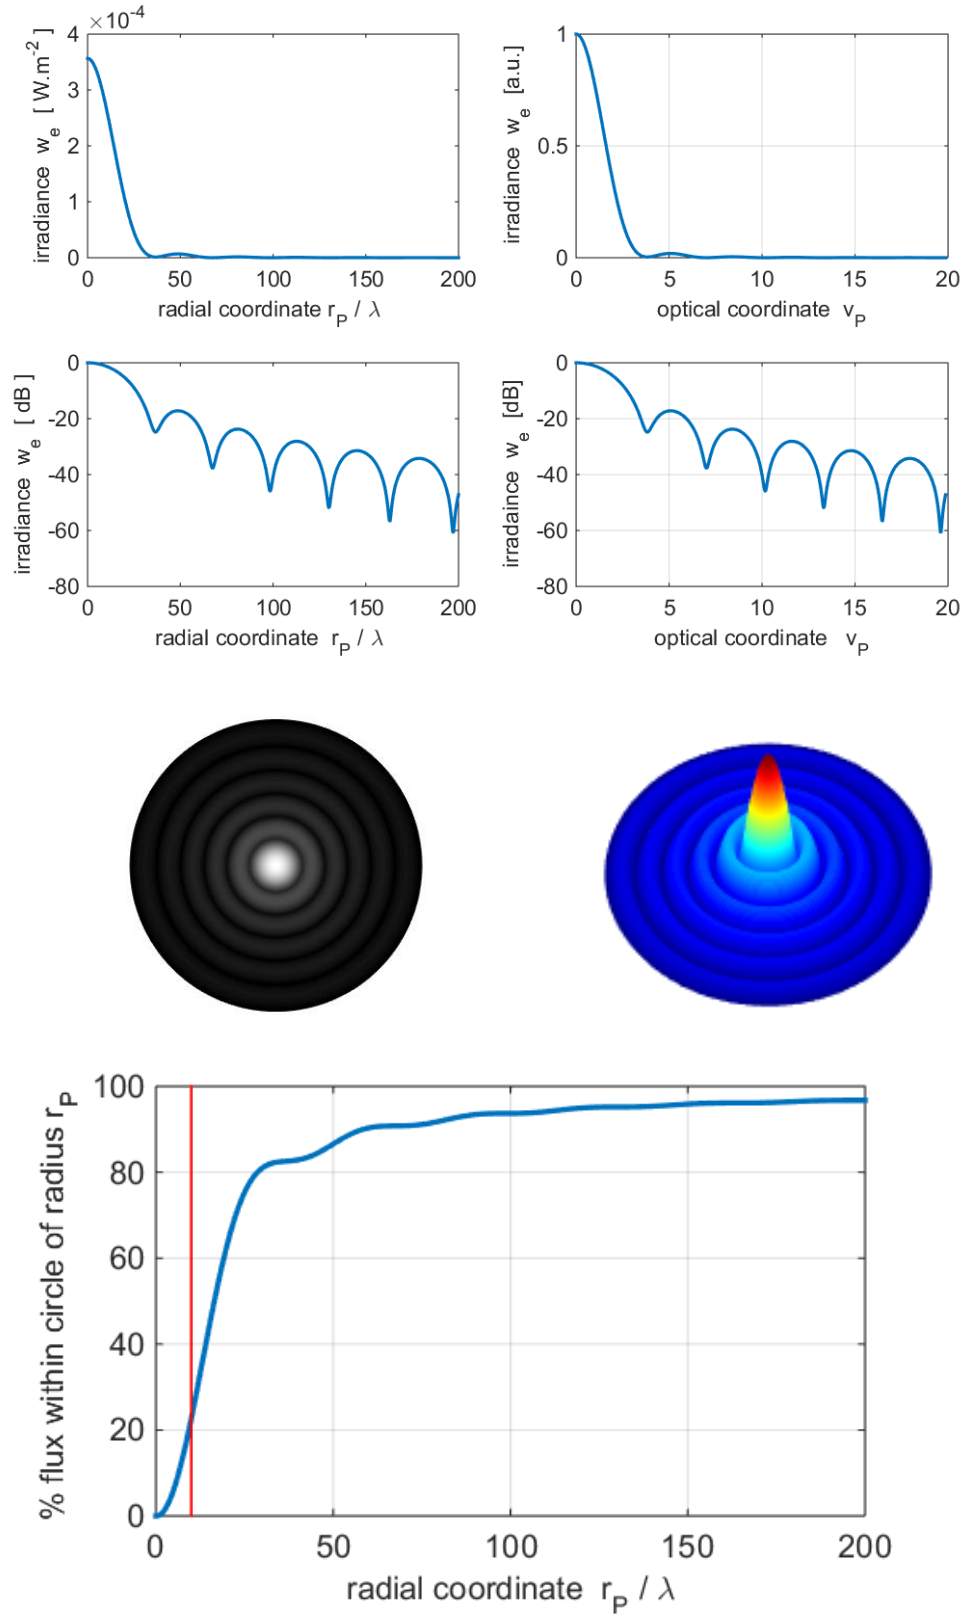 ×10-4
4
3
2
1
0
irradiance we [ W.m-2 ]
0 50 100 150 200
radial coordinate rP / λ
1
0.5
0
irradiance we [a.u.]
0 5 10 15 20
optical coordinate vP
0
-20
-40
-60
-80
irradiance we [ dB ]
0 50 100 150 200
radial coordinate rP / λ
0
-20
-40
-60
-80
irradaince we [dB]
0 5 10 15 20
optical coordinate vP
100
80
60
40
20
0
% flux within circle of radius rP
0 50 100 150 200
radial coordinate rP / λ